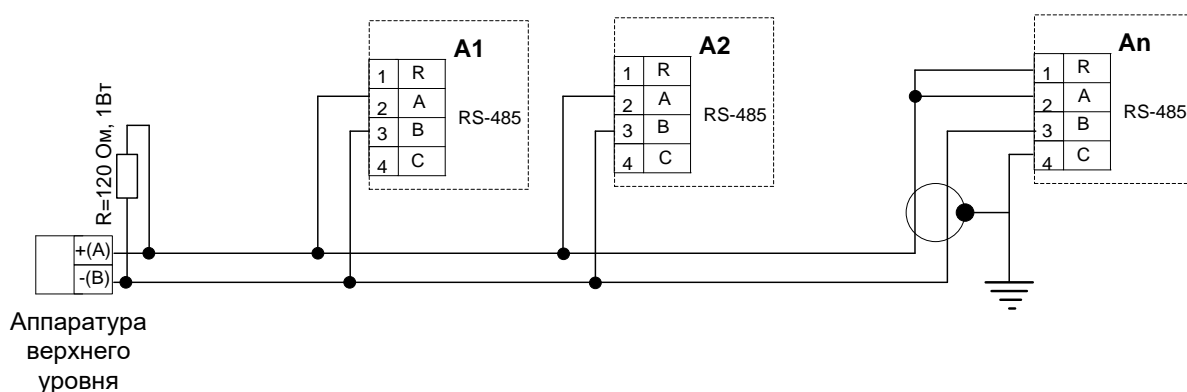 A1
1 R
2 A
3 B
4 C
RS-485
A2
1 R
2 A
3 B
4 C
RS-485
An
1 R
2 A
3 B
4 C
RS-485
R=120 Ом, 1Вт
+(A)
-(B)
Аппаратура
верхнего
уровня